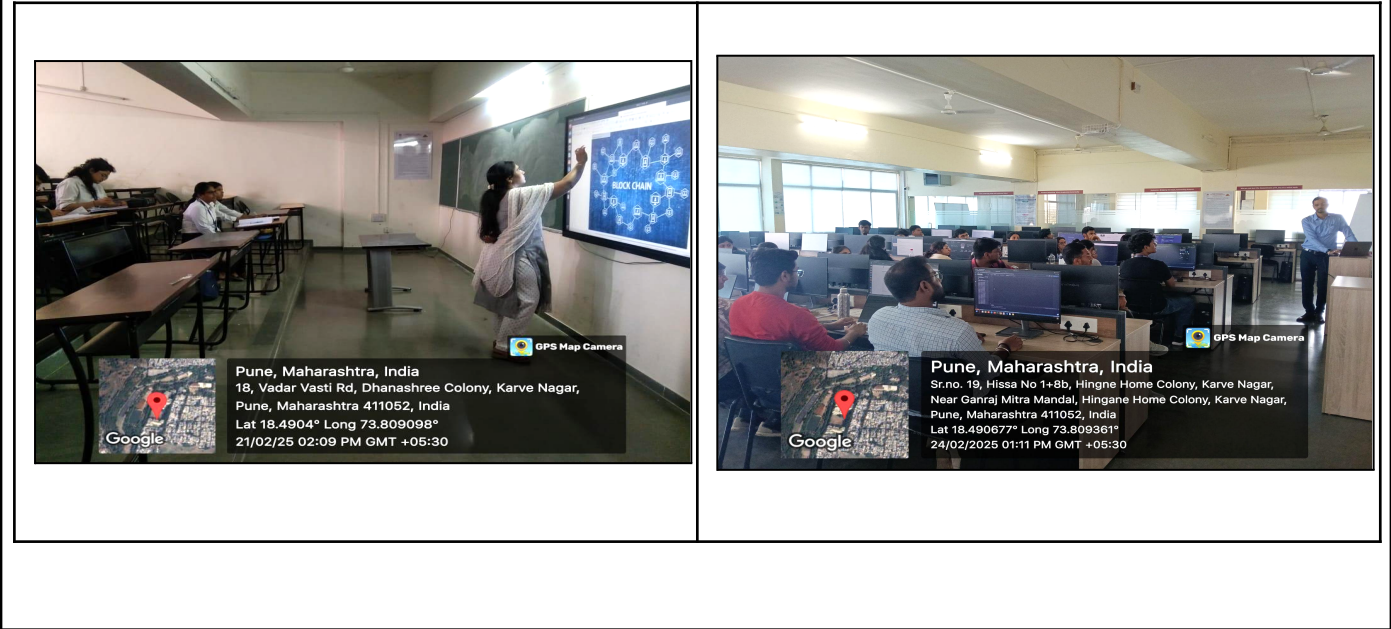 BLOCK CHAIN
GPS Map Camera
Pune, Maharashtra, India
18, Vadar Vasti Rd, Dhanashree Colony, Karve Nagar,
Pune, Maharashtra 411052, India
Lat 18.4904° Long 73.809098°
21/02/25 02:09 PM GMT +05:30
Google
GPS Map Camera
Pune, Maharashtra, India
Sr.no. 19, Hissa No 1+8b, Hingne Home Colony, Karve Nagar,
Near Ganraj Mitra Mandal, Hingane Home Colony, Karve Nagar,
Pune, Maharashtra 411052, India
Lat 18.490677° Long 73.809361°
24/02/2025 01:11 PM GMT +05:30
Google